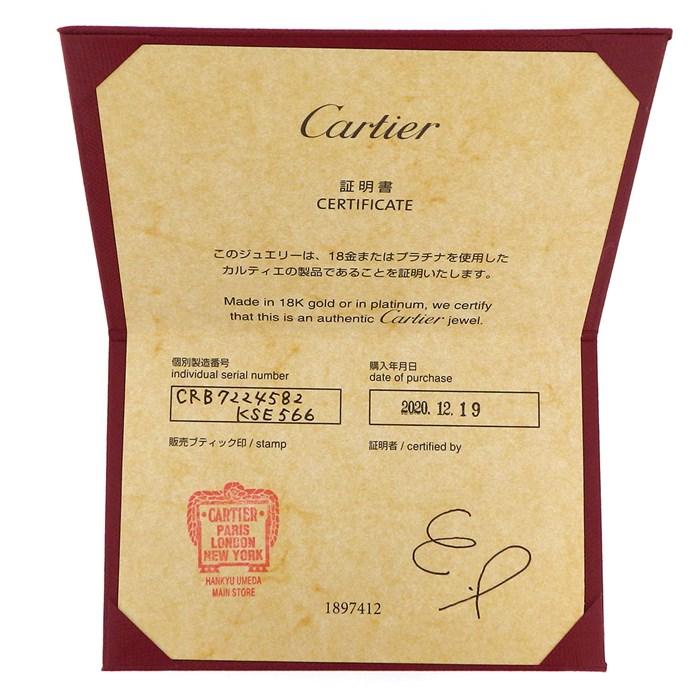 Cartier
証明書
CERTIFICATE
このジュエリーは、18金またはプラチナを使用した
カルティエの製品であることを証明いたします。
Made in 18K gold or in platinum, we certify
that this is an authentic Cartier jewel.
個別製造番号
individual serial number
CRB7224582
KSE566
購入年月日
date of purchase
2020.12.19
販売ブティック印 / stamp
証明者 / certified by
CARTIER
PARIS
LONDON
NEW YORK
HANKYU UMEDA
MAIN STORE
1897412